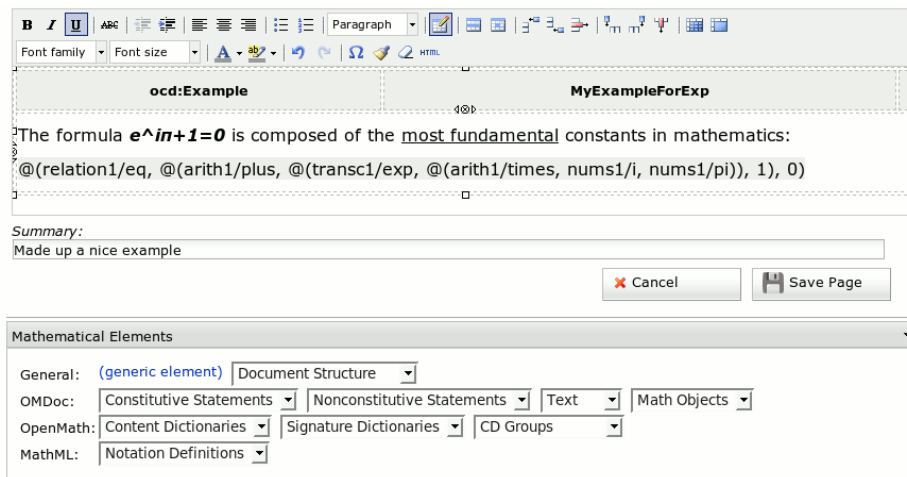 B I U ABC Paragraph
Font family Font size A ab Ω HTML
ocd:Example MyExampleForExp
The formula e^iπ+1=0 is composed of the most fundamental constants in mathematics:
@(relation1/eq, @(arith1/plus, @(transc1/exp, @(arith1/times, nums1/i, nums1/pi)), 1), 0)
Summary:
Made up a nice example
Cancel Save Page
Mathematical Elements
General: (generic element) Document Structure
OMDoc: Constitutive Statements Nonconstitutive Statements Text Math Objects
OpenMath: Content Dictionaries Signature Dictionaries CD Groups
MathML: Notation Definitions